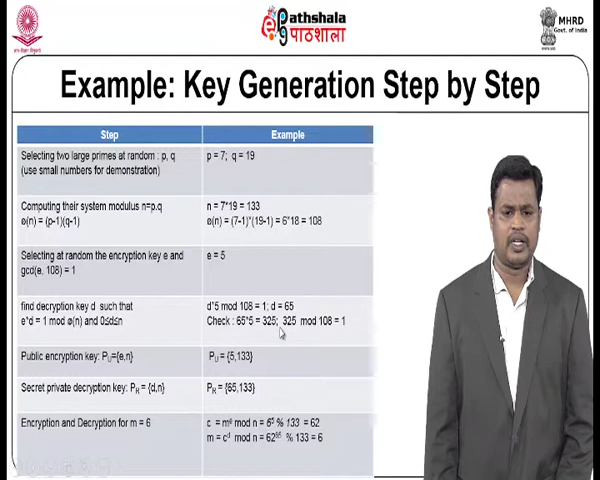 ePathshala
पाठशाला
MHRD
Govt. of India
Example: Key Generation Step by Step
Step Example
Selecting two large primes at random : p, q
(use small numbers for demonstration)
p = 7; q = 19
Computing their system modulus n=p.q
ø(n) = (p-1)(q-1)
n = 7*19 = 133
ø(n) = (7-1)*(19-1) = 6*18 = 108
Selecting at random the encryption key e and
gcd(e, 108) = 1
e = 5
find decryption key d such that
e*d = 1 mod ø(n) and 0≤d≤n
d*5 mod 108 = 1; d = 65
Check : 65*5 = 325; 325 mod 108 = 1
Public encryption key: PU={e,n}
PU = {5,133}
Secret private decryption key: PR = {d,n}
PR = {65,133}
Encryption and Decryption for m = 6
c = mᵉ mod n = 6⁵ % 133 = 62
m = cᵈ mod n = 62⁶⁵ % 133 = 6